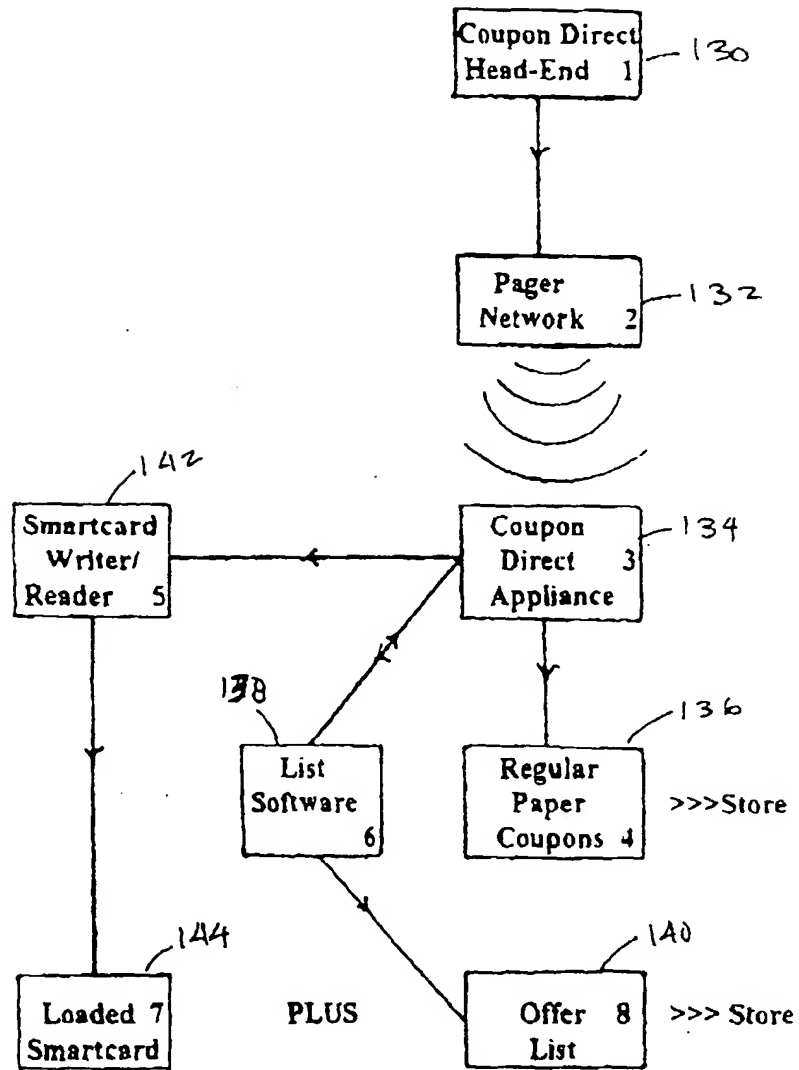 Coupon Direct
Head-End 1
130
Pager
Network 2
132
142
Smartcard
Writer/
Reader 5
Coupon
Direct 3
Appliance
134
138
List
Software
6
136
Regular
Paper
Coupons 4
>>>Store
144
Loaded 7
Smartcard
PLUS
140
Offer 8
List
>>> Store